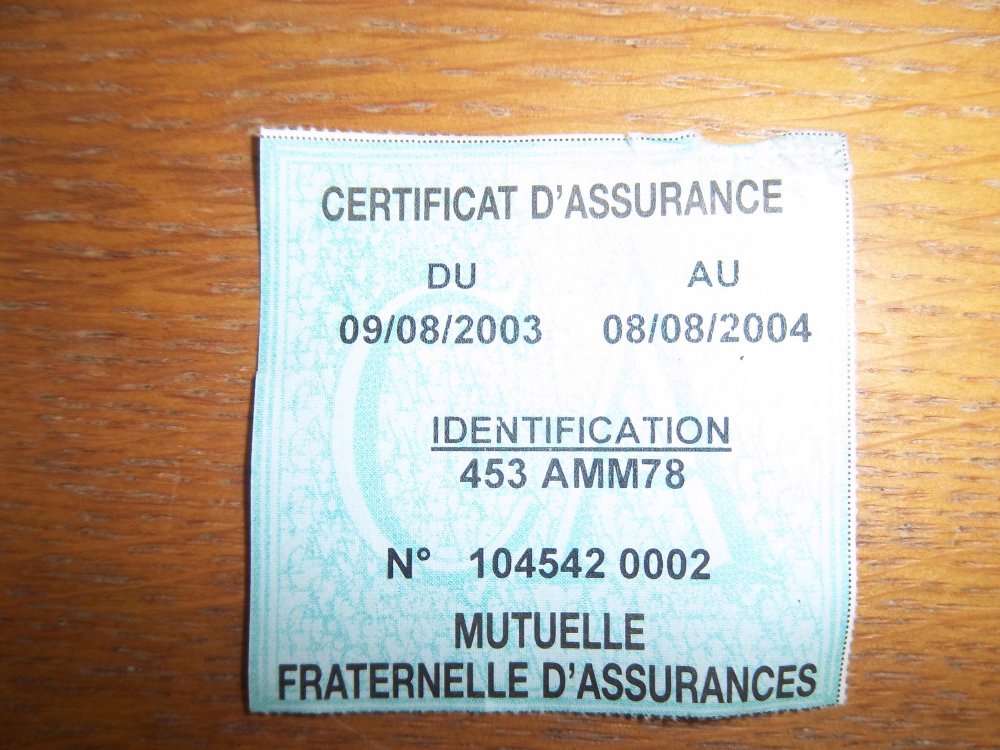 CERTIFICAT D'ASSURANCE
DU AU
09/08/2003 08/08/2004
IDENTIFICATION
453 AMM78
N° 104542 0002
MUTUELLE
FRATERNELLE D'ASSURANCES